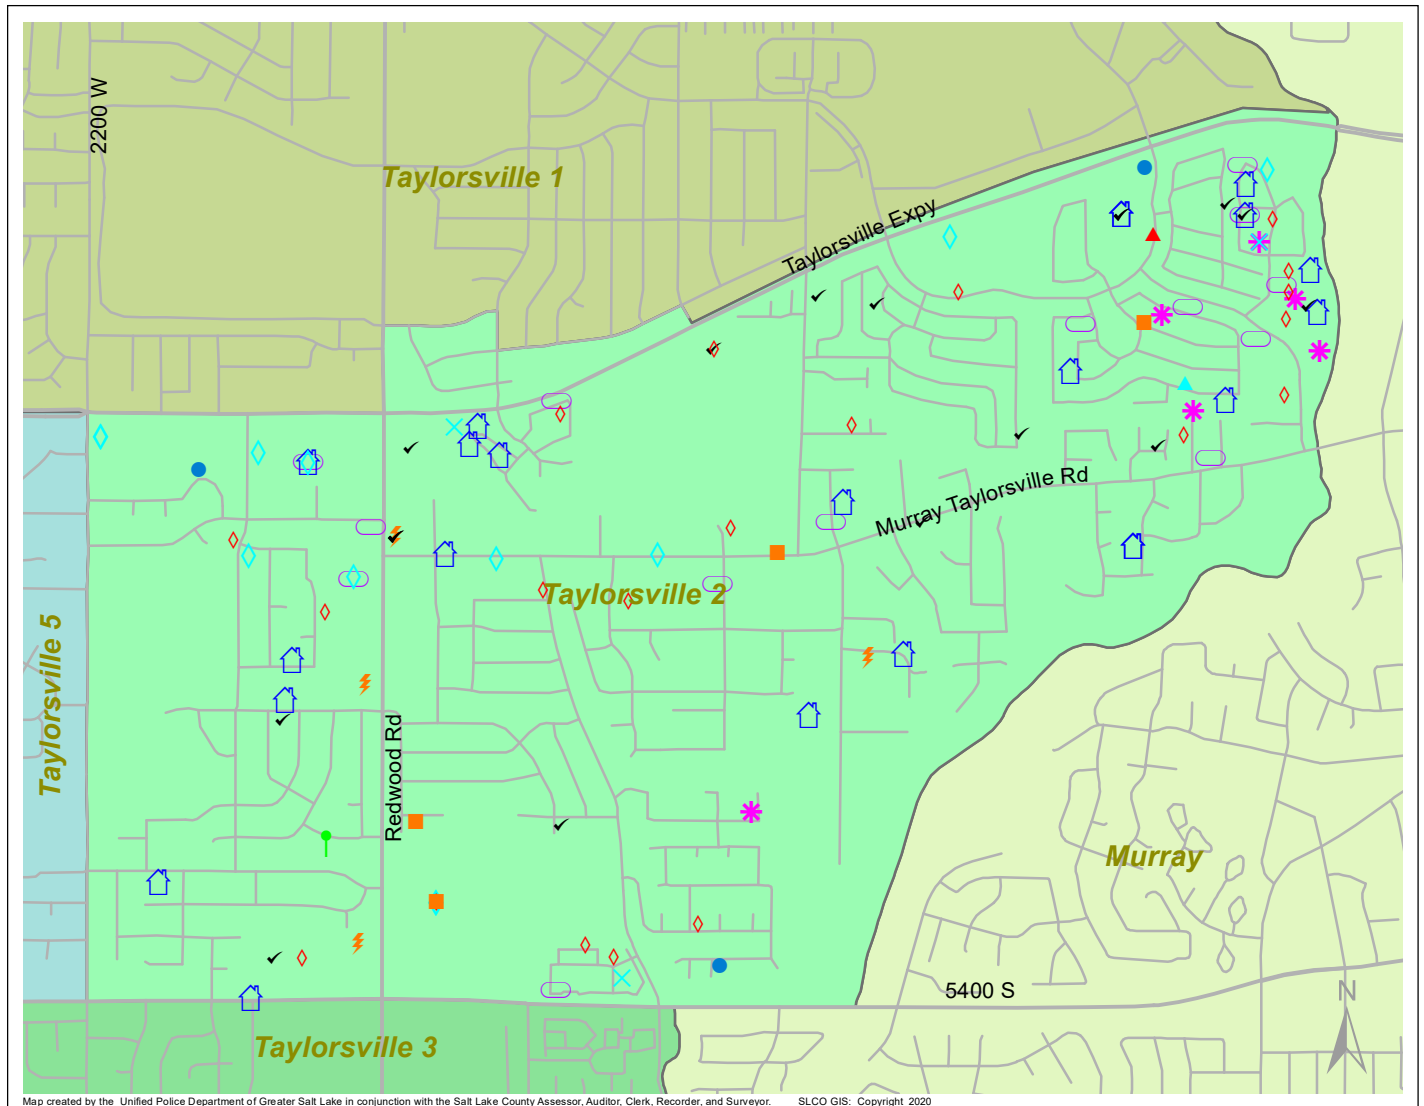 2200 W
Taylorsville 1
Taylorsville Expy
Murray Taylorsville Rd
Taylorsville 2
Taylorsville 5
Redwood Rd
Murray
5400 S
N
Taylorsville 3
Map created by the Unified Police Department of Greater Salt Lake in conjunction with the Salt Lake County Assessor, Auditor, Clerk, Recorder, and Surveyor. SLCO GIS: Copyright 2020